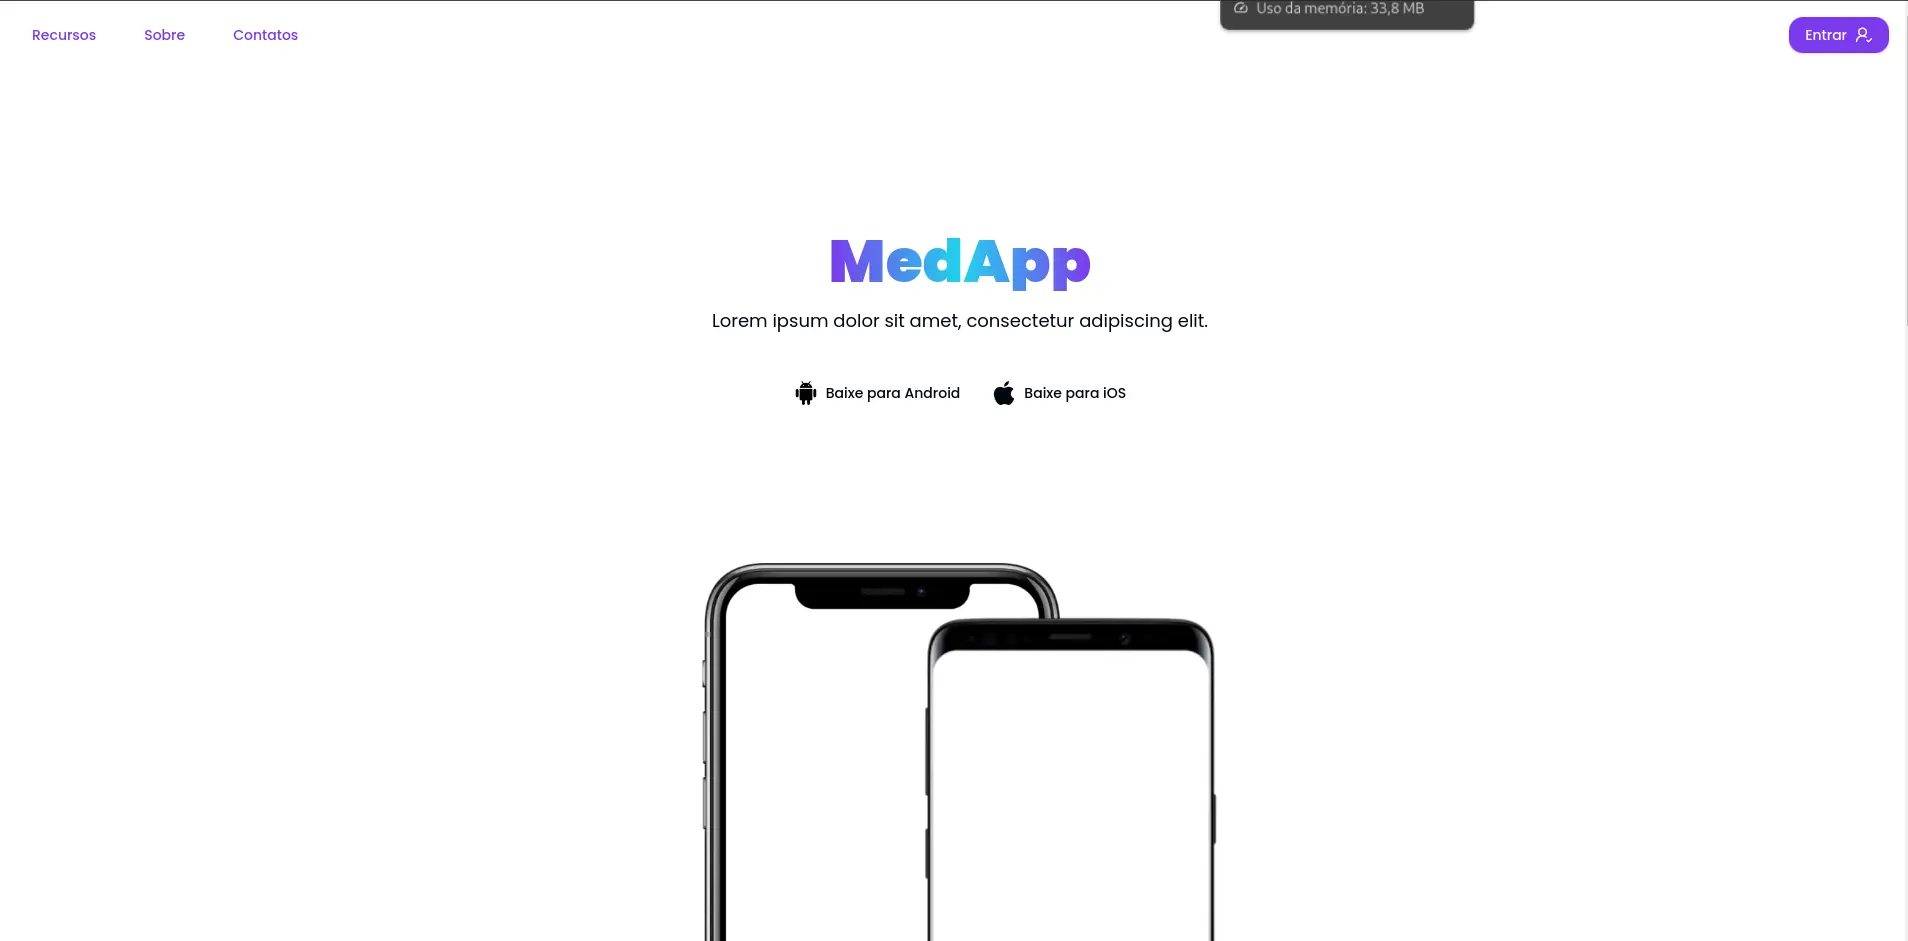 Uso da memória: 33,8 MB
Recursos
Sobre
Contatos
Entrar
MedApp
Lorem ipsum dolor sit amet, consectetur adipiscing elit.
Baixe para Android
Baixe para iOS